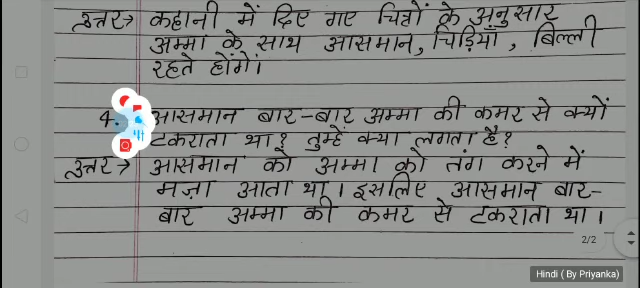 उत्तर→ कहानी में दिए गए चित्रों के अनुसार
अम्मा के साथ आसमान, चिड़ियाँ, बिल्ली
रहते होंगें।
4. आसमान बार-बार अम्मा की कमर से क्यों
टकराता था? तुम्हें क्या लगता है?
उत्तर→ आसमान को अम्मा को तंग करने में
मज़ा आता था। इसलिए आसमान बार-
बार अम्मा की कमर से टकराता था।
2/2
Hindi ( By Priyanka)